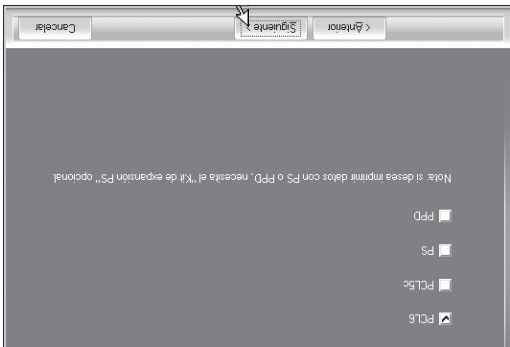 PCL6
PCL5c
PS
PPD
Nota: si desea imprimir datos con PS o PPD, necesita el "Kit de expansión PS" opcional.
< Anterior
Siguiente >
Cancelar